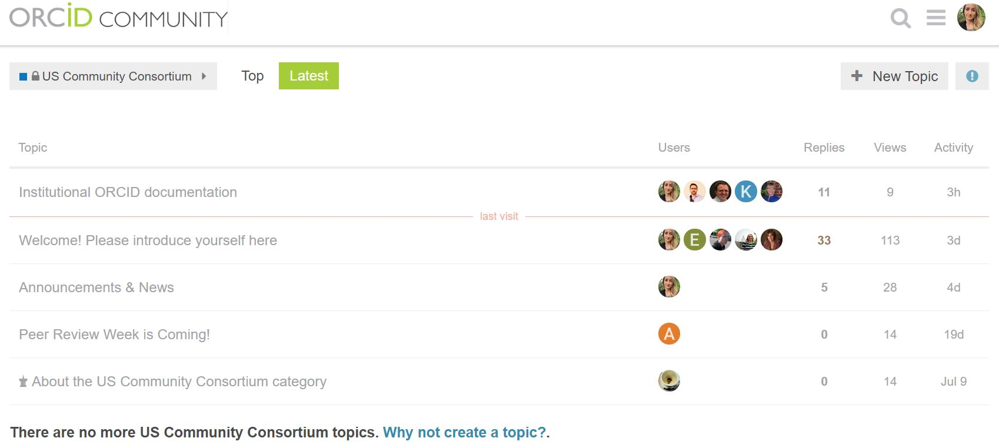 ORCID COMMUNITY
US Community Consortium Top Latest + New Topic
Topic Users Replies Views Activity
Institutional ORCID documentation K 11 9 3h
last visit
Welcome! Please introduce yourself here E 33 113 3d
Announcements & News 5 28 4d
Peer Review Week is Coming! A 0 14 19d
About the US Community Consortium category 0 14 Jul 9
There are no more US Community Consortium topics. Why not create a topic?.